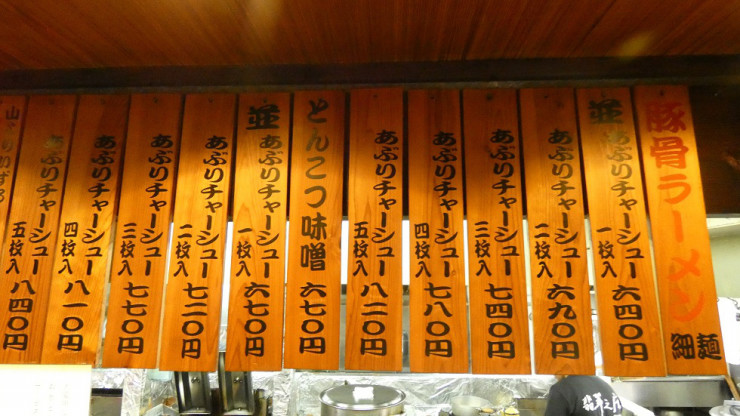 豚骨ラーメン 細麺
並 あぶりチャーシュー 一枚入 六四〇円
あぶりチャーシュー 二枚入 六九〇円
あぶりチャーシュー 三枚入 七四〇円
あぶりチャーシュー 四枚入 七八〇円
あぶりチャーシュー 五枚入 八二〇円
とんこつ味噌 六七〇円
並 あぶりチャーシュー 一枚入 六七〇円
あぶりチャーシュー 二枚入 七二〇円
あぶりチャーシュー 三枚入 七七〇円
あぶりチャーシュー 四枚入 八一〇円
あぶりチャーシュー 五枚入 八四〇円